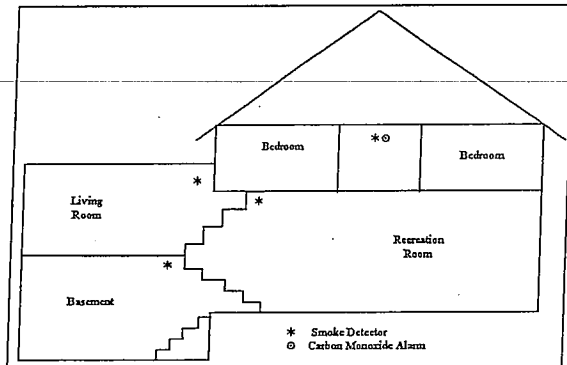 Bedroom
Bedroom
Living
Room
Recreation
Room
Basement
* Smoke Detector
⊙ Carbon Monoxide Alarm